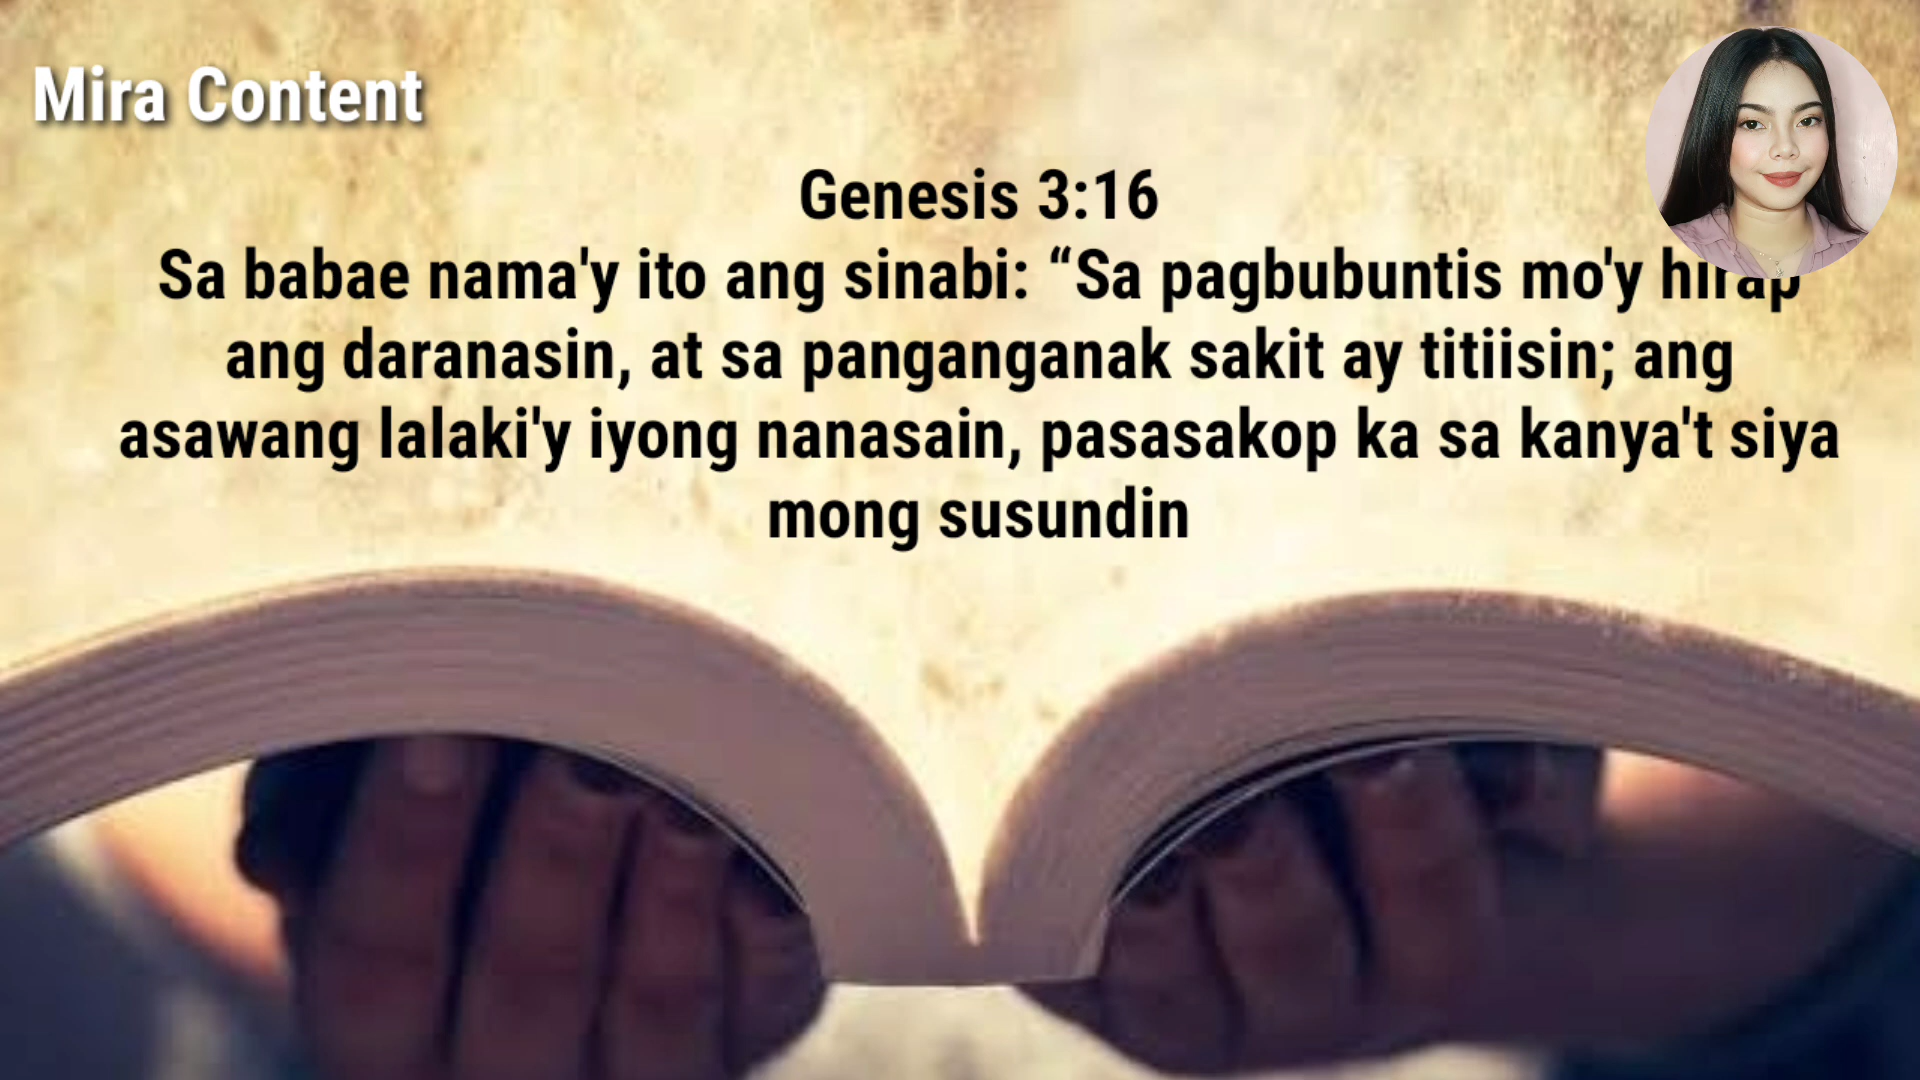 Mira Content
Genesis 3:16
Sa babae nama'y ito ang sinabi: “Sa pagbubuntis mo'y hirap
ang daranasin, at sa panganganak sakit ay titiisin; ang
asawang lalaki'y iyong nanasain, pasasakop ka sa kanya't siya
mong susundin